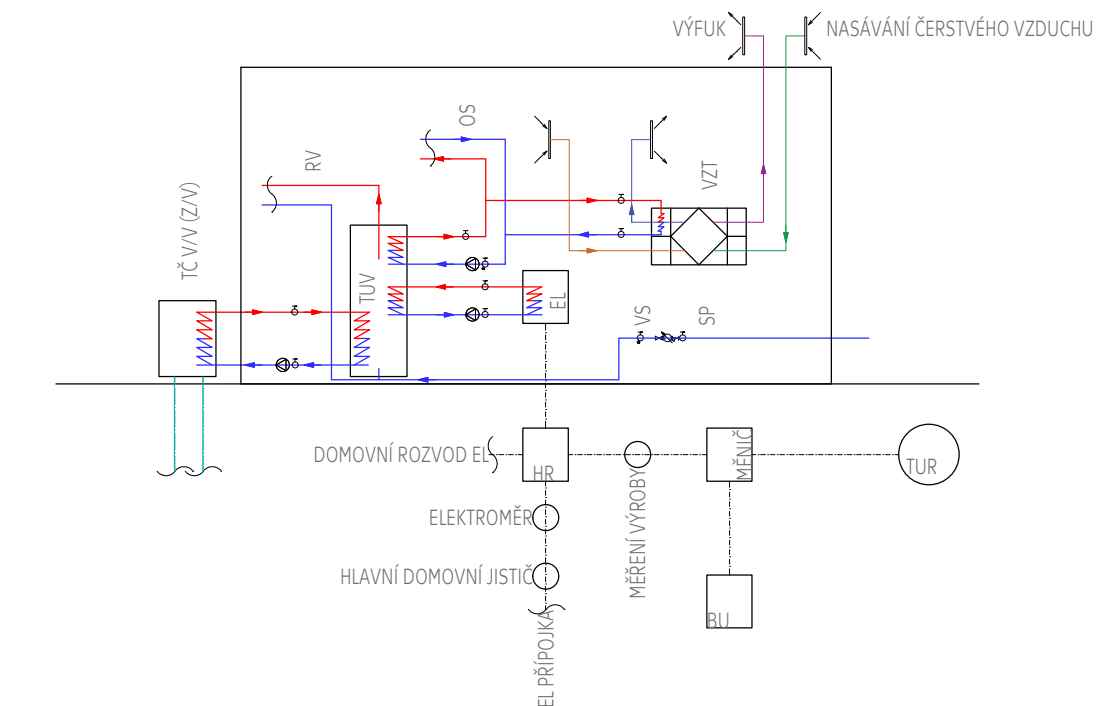 VÝFUK
NASÁVÁNÍ ČERSTVÉHO VZDUCHU
OS
RV
VZT
TČ V/V (Z/V)
TUV
EL
VS
SP
DOMOVNÍ ROZVOD EL
HR
MĚNIČ
TUR
MĚŘENÍ VÝROBY
ELEKTROMĚR
HLAVNÍ DOMOVNÍ JISTIČ
BU
EL PŘÍPOJKA